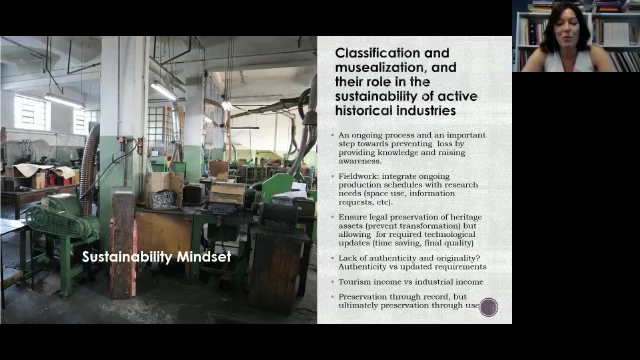 Classification and
musealization, and
their role in the
sustainability of active
historical industries
• An ongoing process and an important
step towards preventing loss by
providing knowledge and raising
awareness.
• Fieldwork: integrate ongoing
production schedules with research
needs (space use, information
requests, etc).
• Ensure legal preservation of heritage
assets (prevent transformation) but
allowing for required technological
updates (time saving, final quality)
• Lack of authenticity and originality?
Authenticity vs updated requirements
• Tourism income vs industrial income
• Preservation through record, but
ultimately preservation through use
Sustainability Mindset